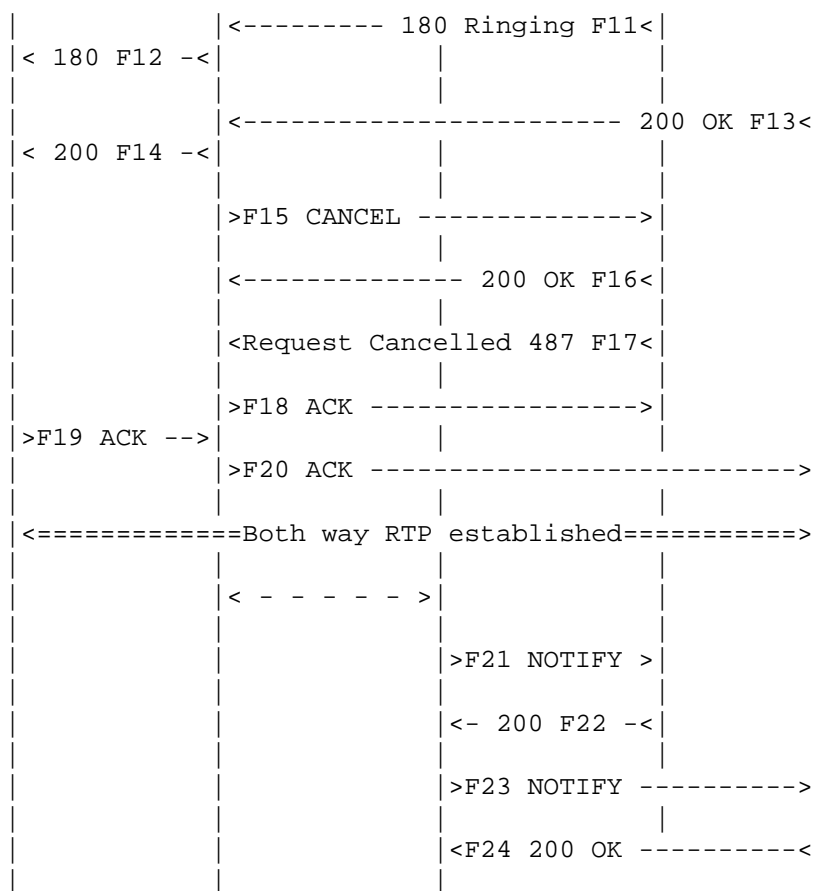 |             |<--------- 180 Ringing F11<|
|< 180 F12 -<|             |             |
|             |             |             |
|             |<------------------------ 200 OK F13<
|< 200 F14 -<|             |             |
|             |             |             |
|             |>F15 CANCEL -------------->|
|             |             |             |
|             |<-------------- 200 OK F16<|
|             |             |             |
|             |<Request Cancelled 487 F17<|
|             |             |             |
|             |>F18 ACK ----------------->|
|>F19 ACK -->|             |             |
|             |>F20 ACK --------------------------->
|             |             |             |
|<=============Both way RTP established===========>
|             |             |             |
|             |< - - - - - >|             |
|             |             |             |
|             |             |>F21 NOTIFY >|
|             |             |             |
|             |             |<- 200 F22 -<|
|             |             |             |
|             |             |>F23 NOTIFY ---------->
|             |             |             |
|             |             |<F24 200 OK ----------<
|             |             |